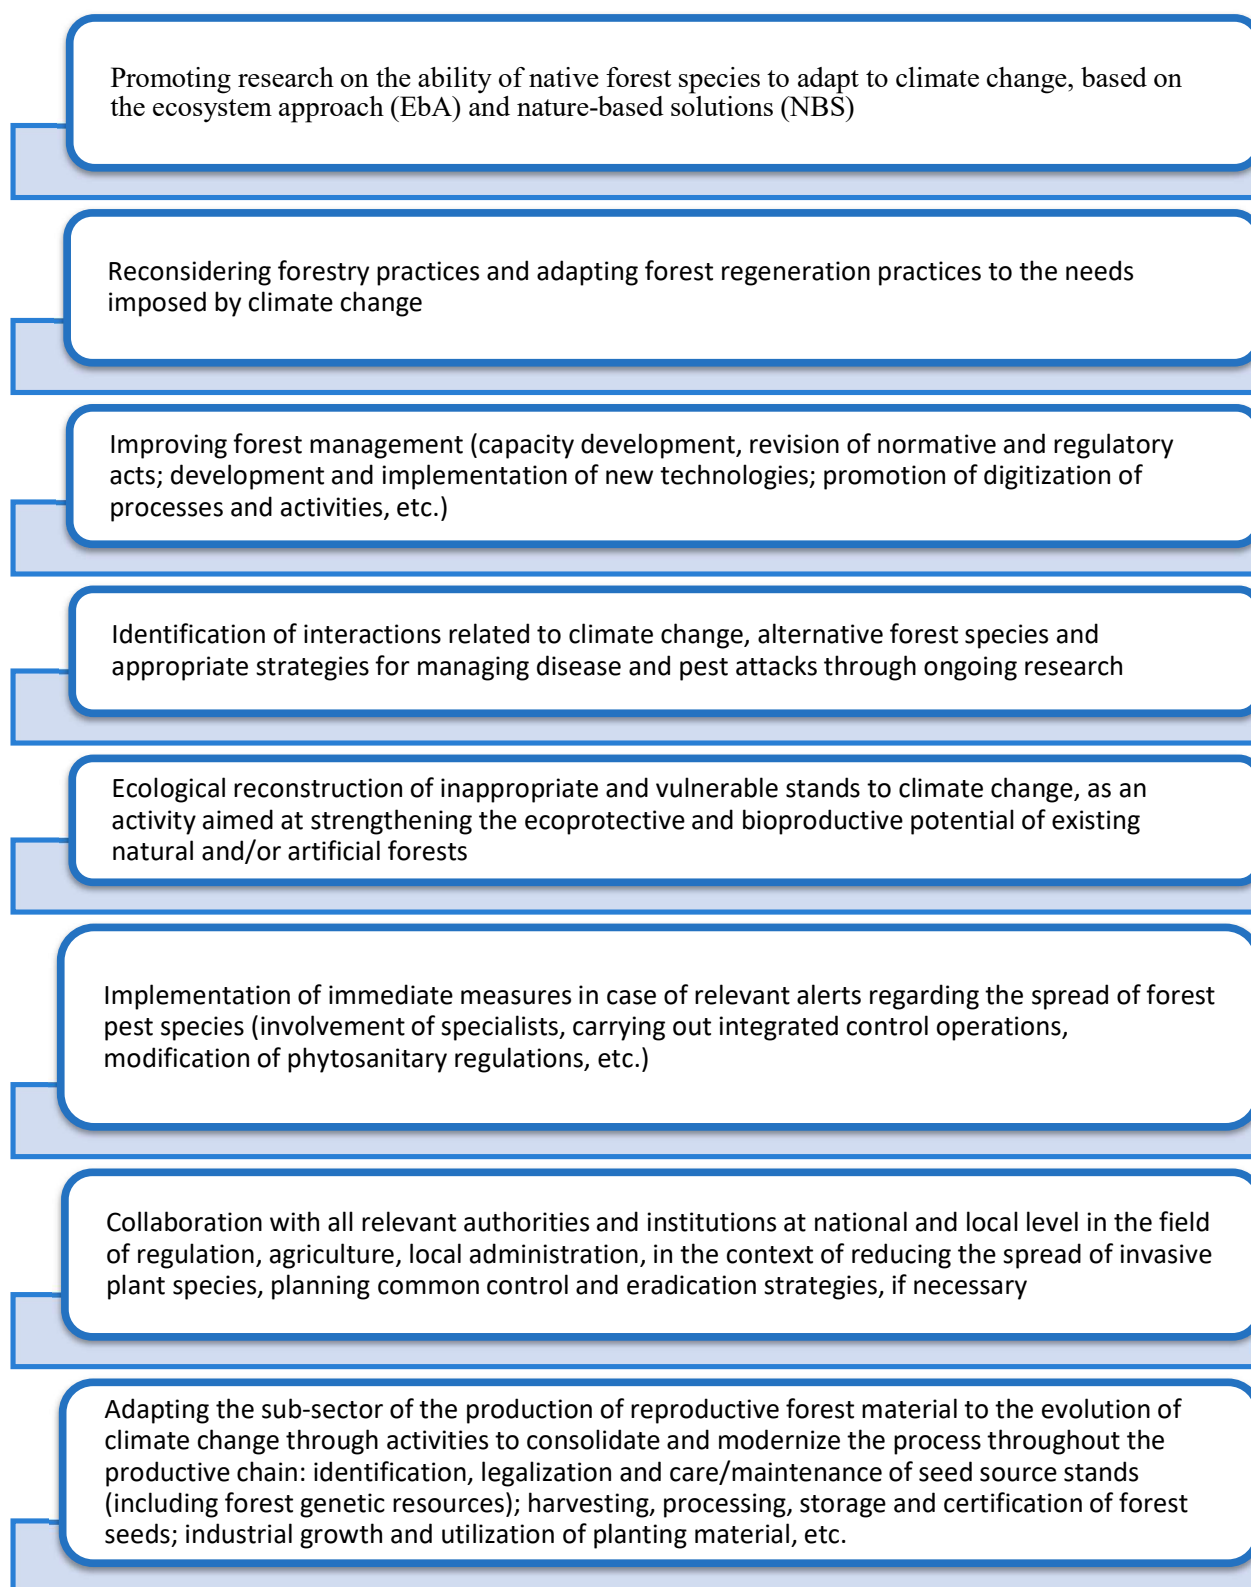 Promoting research on the ability of native forest species to adapt to climate change, based on
the ecosystem approach (EbA) and nature-based solutions (NBS)
Reconsidering forestry practices and adapting forest regeneration practices to the needs
imposed by climate change
Improving forest management (capacity development, revision of normative and regulatory
acts; development and implementation of new technologies; promotion of digitization of
processes and activities, etc.)
Identification of interactions related to climate change, alternative forest species and
appropriate strategies for managing disease and pest attacks through ongoing research
Ecological reconstruction of inappropriate and vulnerable stands to climate change, as an
activity aimed at strengthening the ecoprotective and bioproductive potential of existing
natural and/or artificial forests
Implementation of immediate measures in case of relevant alerts regarding the spread of forest
pest species (involvement of specialists, carrying out integrated control operations,
modification of phytosanitary regulations, etc.)
Collaboration with all relevant authorities and institutions at national and local level in the field
of regulation, agriculture, local administration, in the context of reducing the spread of invasive
plant species, planning common control and eradication strategies, if necessary
Adapting the sub-sector of the production of reproductive forest material to the evolution of
climate change through activities to consolidate and modernize the process throughout the
productive chain: identification, legalization and care/maintenance of seed source stands
(including forest genetic resources); harvesting, processing, storage and certification of forest
seeds; industrial growth and utilization of planting material, etc.